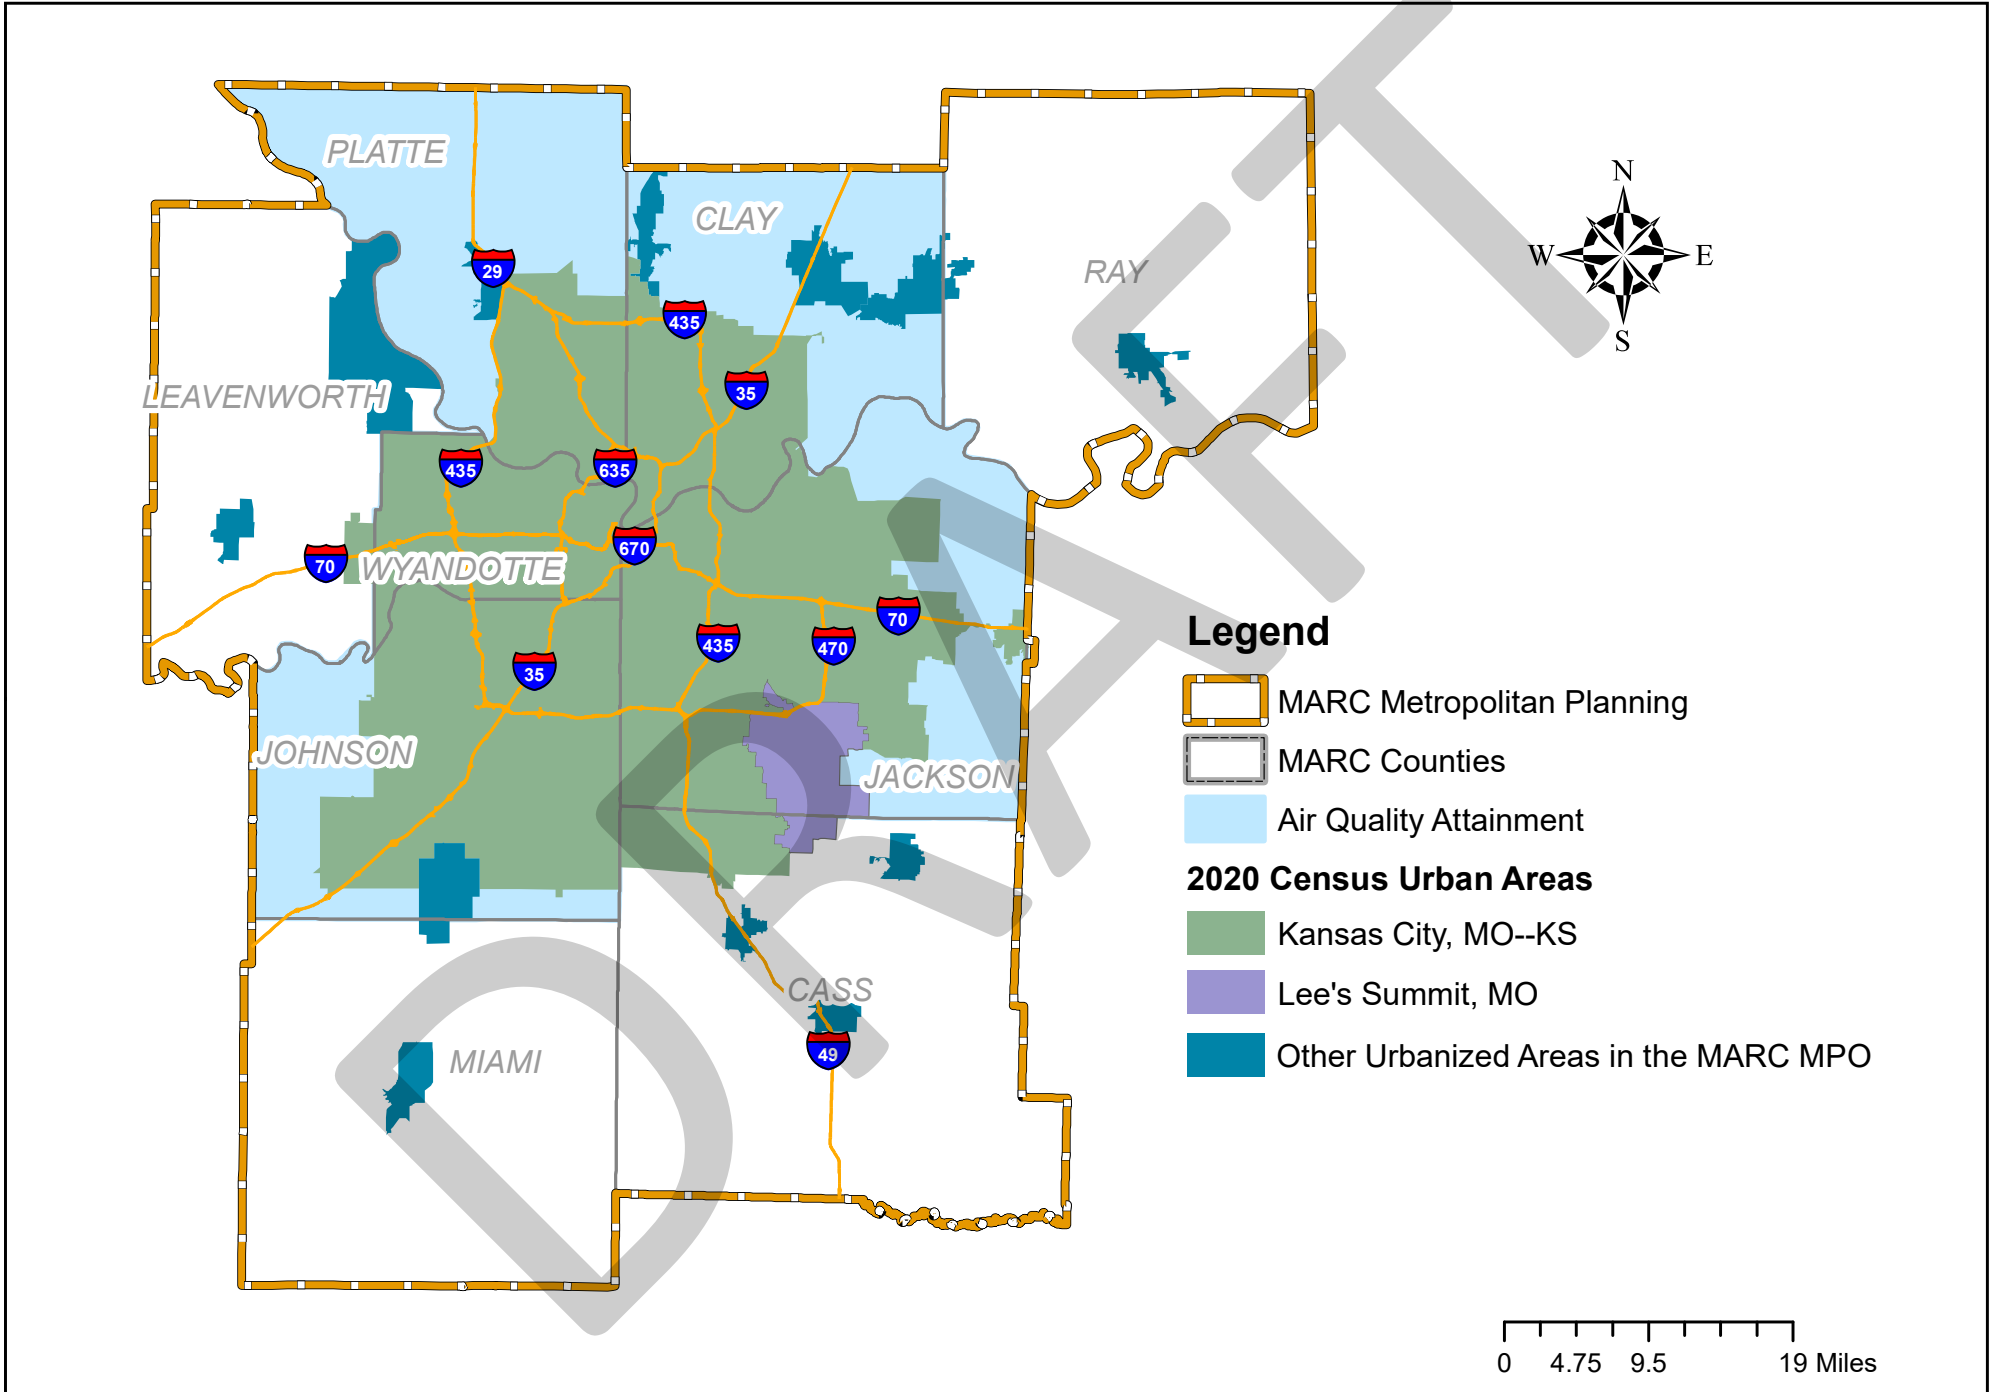 PLATTE
CLAY
RAY
N
W
E
S
29
435
35
LEAVENWORTH
435
635
670
70
WYANDOTTE
70
435
470
35
JOHNSON
JACKSON
CASS
49
MIAMI
DRAFT
Legend
MARC Metropolitan Planning
MARC Counties
Air Quality Attainment
2020 Census Urban Areas
Kansas City, MO--KS
Lee's Summit, MO
Other Urbanized Areas in the MARC MPO
0 4.75 9.5 19 Miles